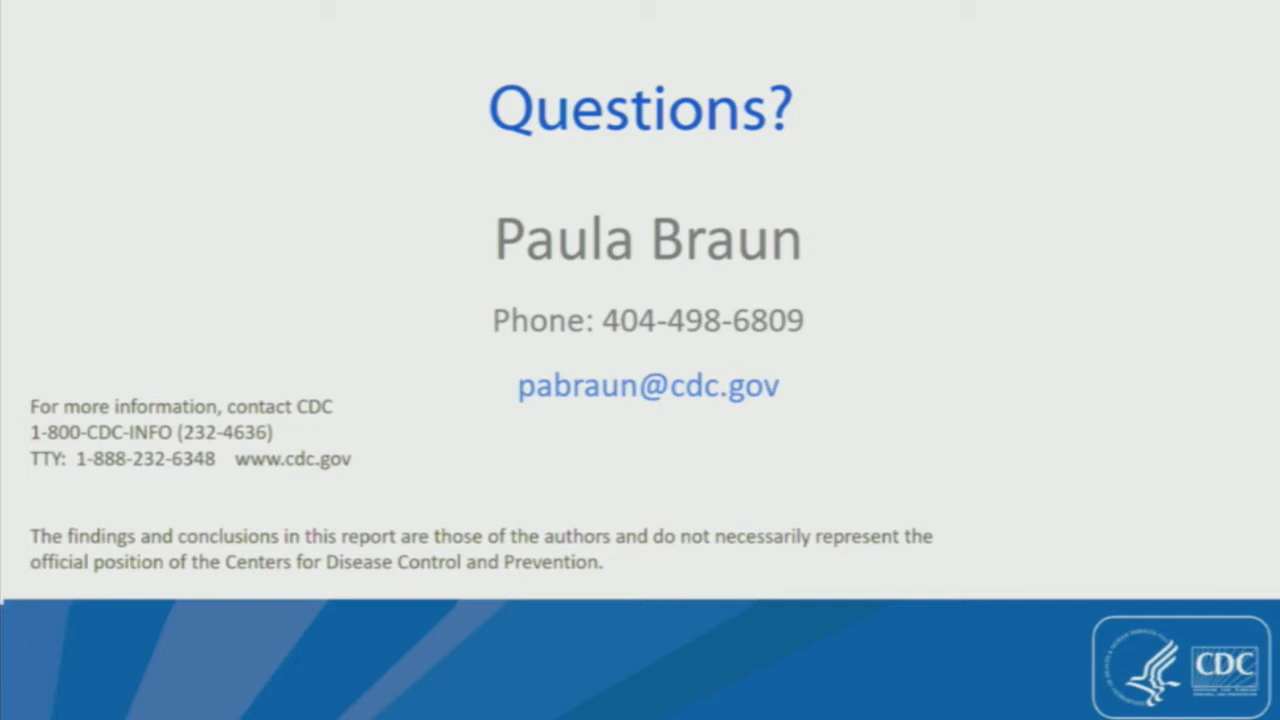 Questions?
Paula Braun
Phone: 404-498-6809
pabraun@cdc.gov
For more information, contact CDC
1-800-CDC-INFO (232-4636)
TTY:  1-888-232-6348    www.cdc.gov
The findings and conclusions in this report are those of the authors and do not necessarily represent the
official position of the Centers for Disease Control and Prevention.
CDC